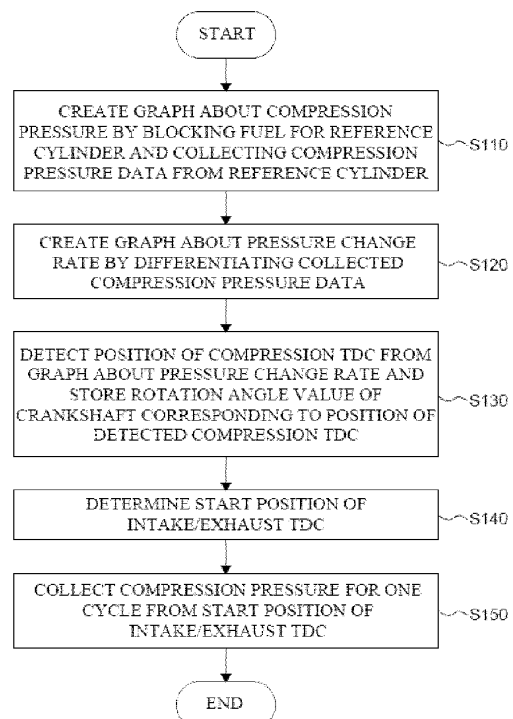 START
CREATE GRAPH ABOUT COMPRESSION
PRESSURE BY BLOCKING FUEL FOR REFERENCE
CYLINDER AND COLLECTING COMPRESSION
PRESSURE DATA FROM REFERENCE CYLINDER
S110
CREATE GRAPH ABOUT PRESSURE CHANGE
RATE BY DIFFERENTIATING COLLECTED
COMPRESSION PRESSURE DATA
S120
DETECT POSITION OF COMPRESSION TDC FROM
GRAPH ABOUT PRESSURE CHANGE RATE AND
STORE ROTATION ANGLE VALUE OF
CRANKSHAFT CORRESPONDING TO POSITION OF
DETECTED COMPRESSION TDC
S130
DETERMINE START POSITION OF
INTAKE/EXHAUST TDC
S140
COLLECT COMPRESSION PRESSURE FOR ONE
CYCLE FROM START POSITION OF
INTAKE/EXHAUST TDC
S150
END